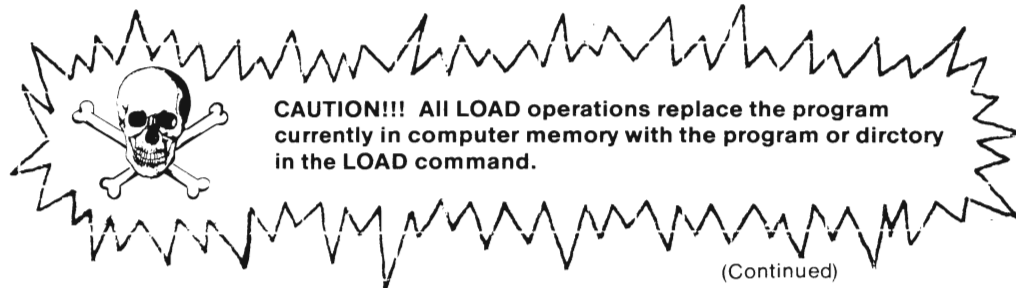 CAUTION!!! All LOAD operations replace the program
currently in computer memory with the program or dirctory
in the LOAD command.
(Continued)